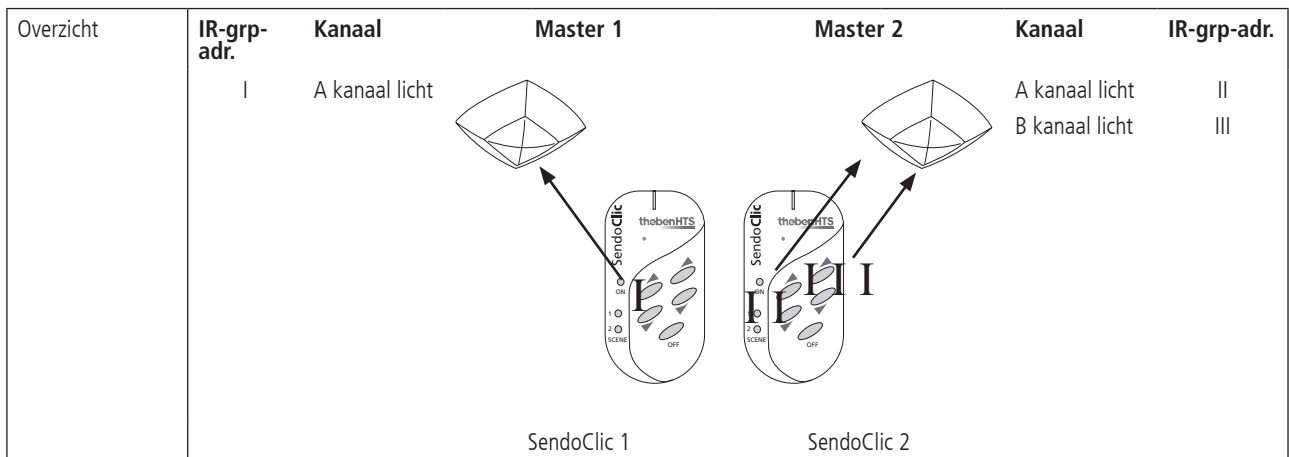 Overzicht
IR-grp-adr. Kanaal Master 1 Master 2 Kanaal IR-grp-adr.
I A kanaal licht A kanaal licht II
B kanaal licht III
SendoClic thebenHTS
ON
I
1
2
SCENE
OFF
SendoClic thebenHTS
ON
II
III
1
2
SCENE
OFF
SendoClic 1 SendoClic 2